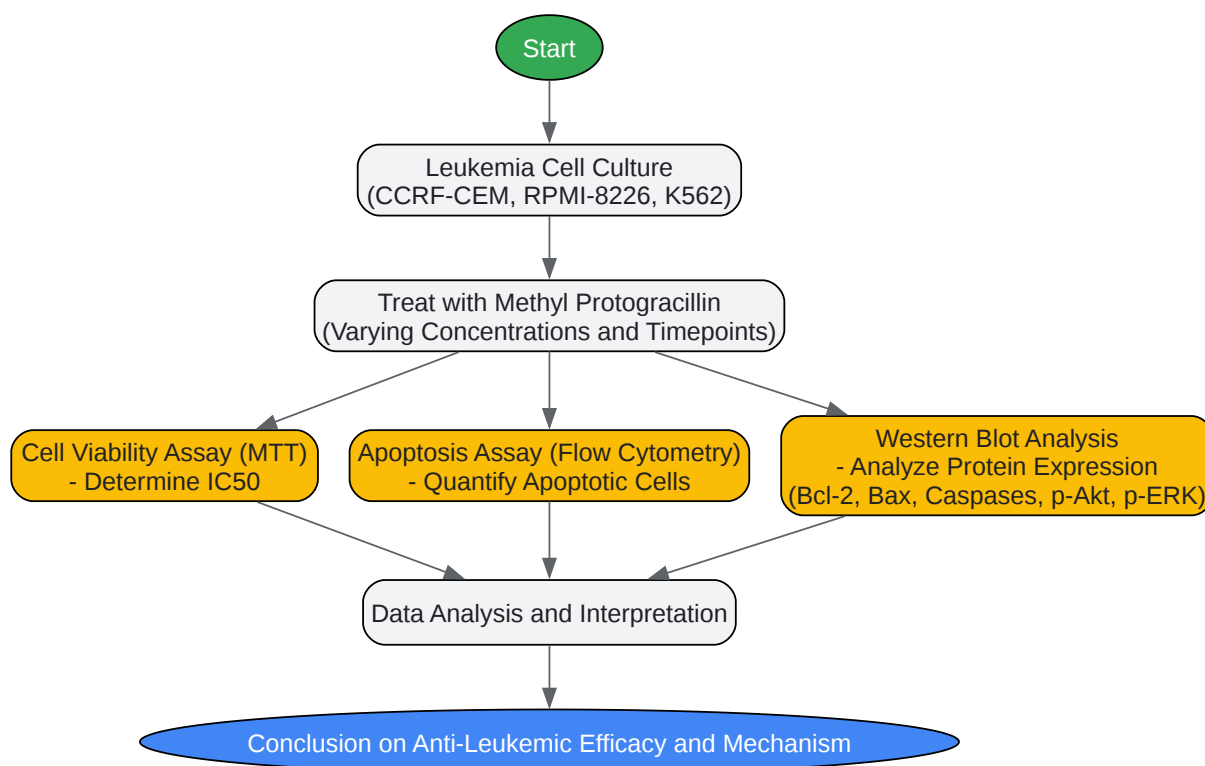 Start
Leukemia Cell Culture
(CCRF-CEM, RPMI-8226, K562)
Treat with Methyl Protogracillin
(Varying Concentrations and Timepoints)
Cell Viability Assay (MTT)
- Determine IC50
Apoptosis Assay (Flow Cytometry)
- Quantify Apoptotic Cells
Western Blot Analysis
- Analyze Protein Expression
(Bcl-2, Bax, Caspases, p-Akt, p-ERK)
Data Analysis and Interpretation
Conclusion on Anti-Leukemic Efficacy and Mechanism